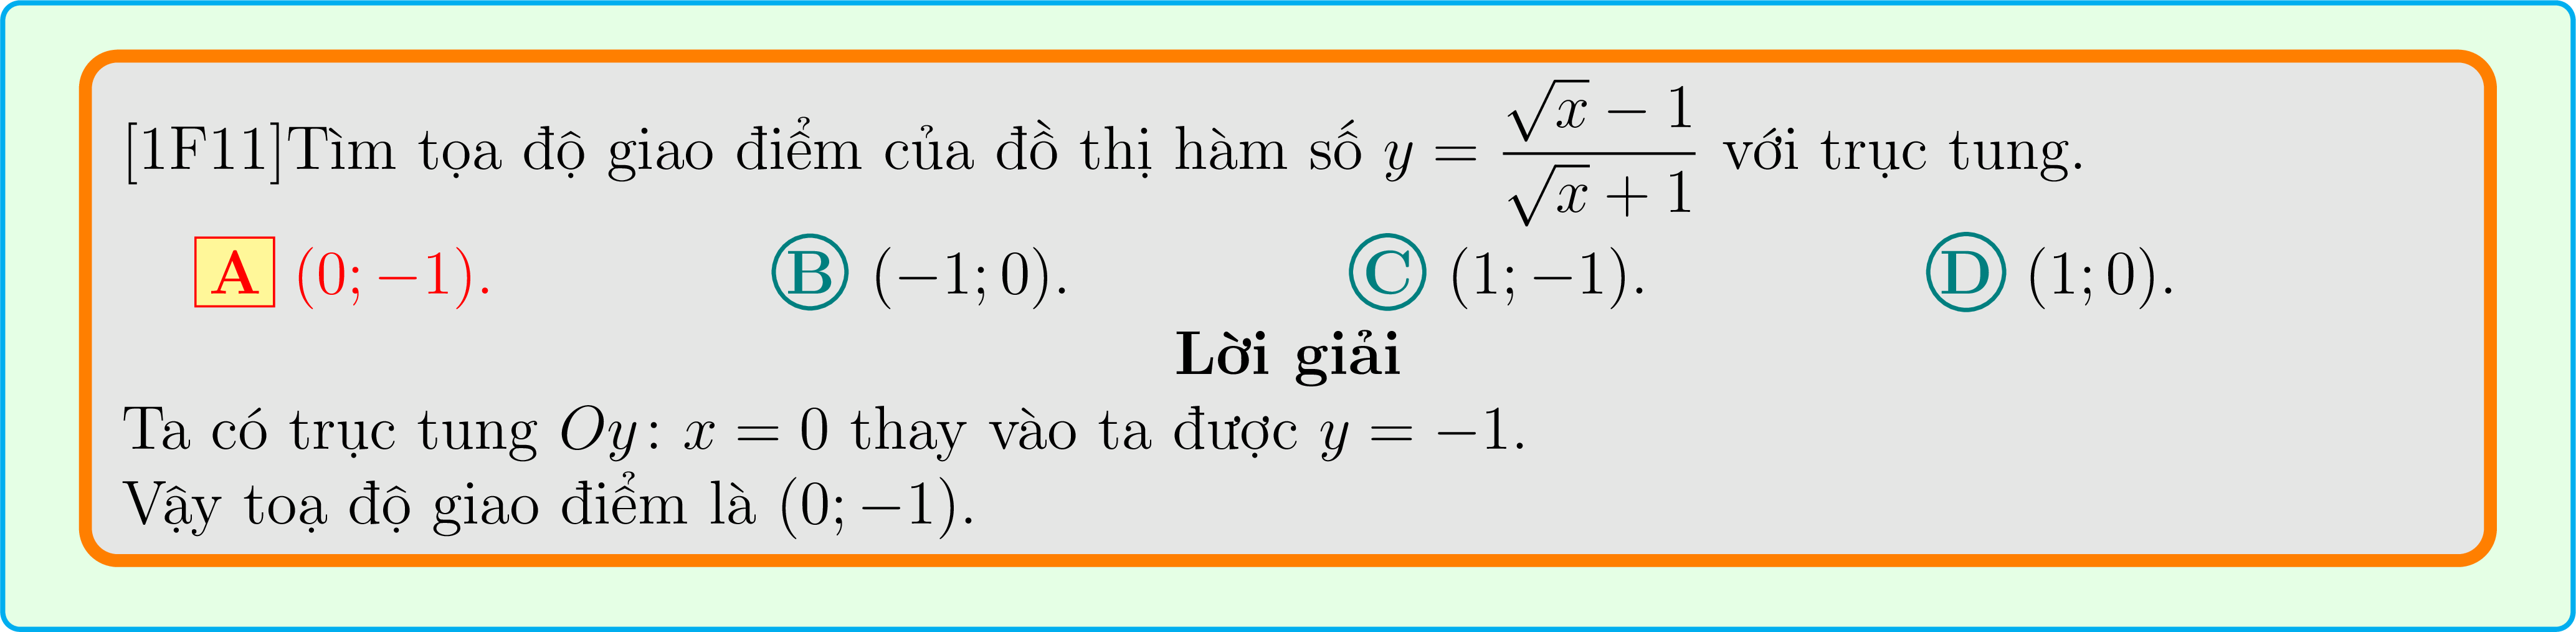 [1F11]Tìm tọa độ giao điểm của đồ thị hàm số $y = \dfrac{\sqrt{x} - 1}{\sqrt{x} + 1}$ với trục tung.
A (0; −1). B (−1; 0). C (1; −1). D (1; 0).
Lời giải
Ta có trục tung Oy: x = 0 thay vào ta được y = −1.
Vậy toạ độ giao điểm là (0; −1).